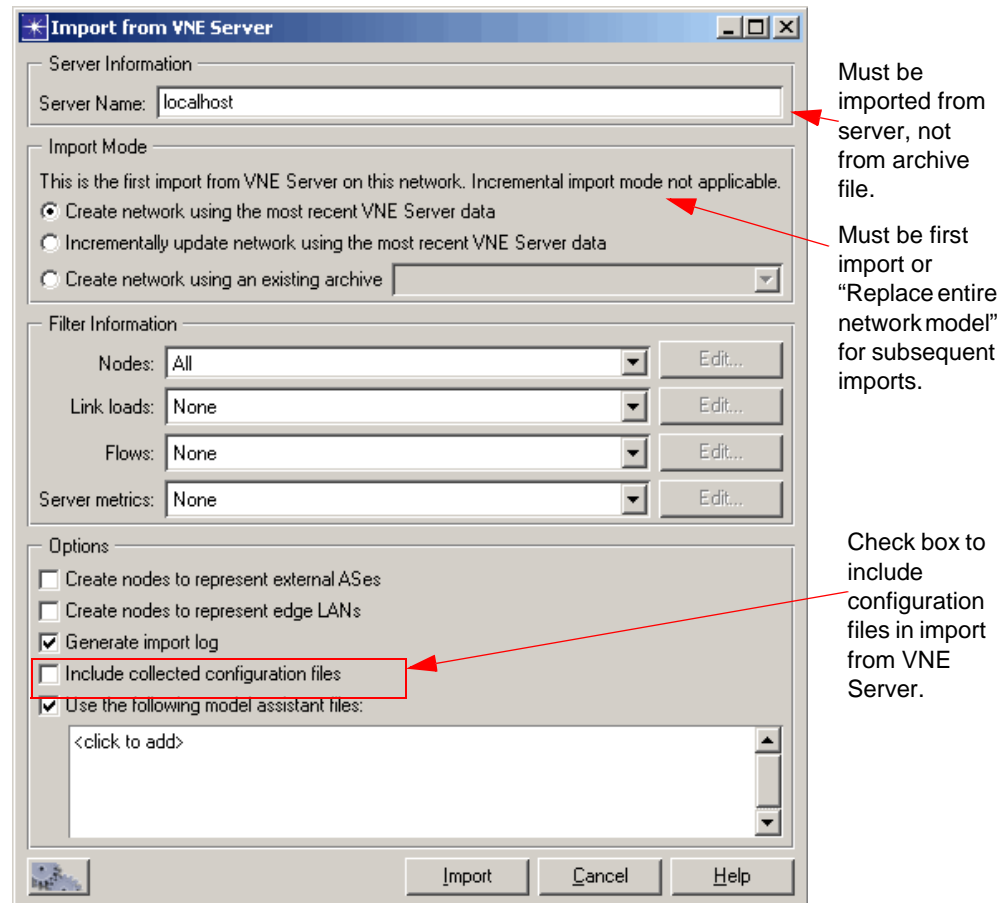 Import from VNE Server
Server Information
Server Name: localhost
Import Mode
This is the first import from VNE Server on this network. Incremental import mode not applicable.
Create network using the most recent VNE Server data
Incrementally update network using the most recent VNE Server data
Create network using an existing archive
Filter Information
Nodes: All Edit...
Link loads: None Edit...
Flows: None Edit...
Server metrics: None Edit...
Options
Create nodes to represent external ASes
Create nodes to represent edge LANs
Generate import log
Include collected configuration files
Use the following model assistant files:
<click to add>
Import Cancel Help
Must be
imported from
server, not
from archive
file.
Must be first
import or
“Replace entire
network model”
for subsequent
imports.
Check box to
include
configuration
files in import
from VNE
Server.